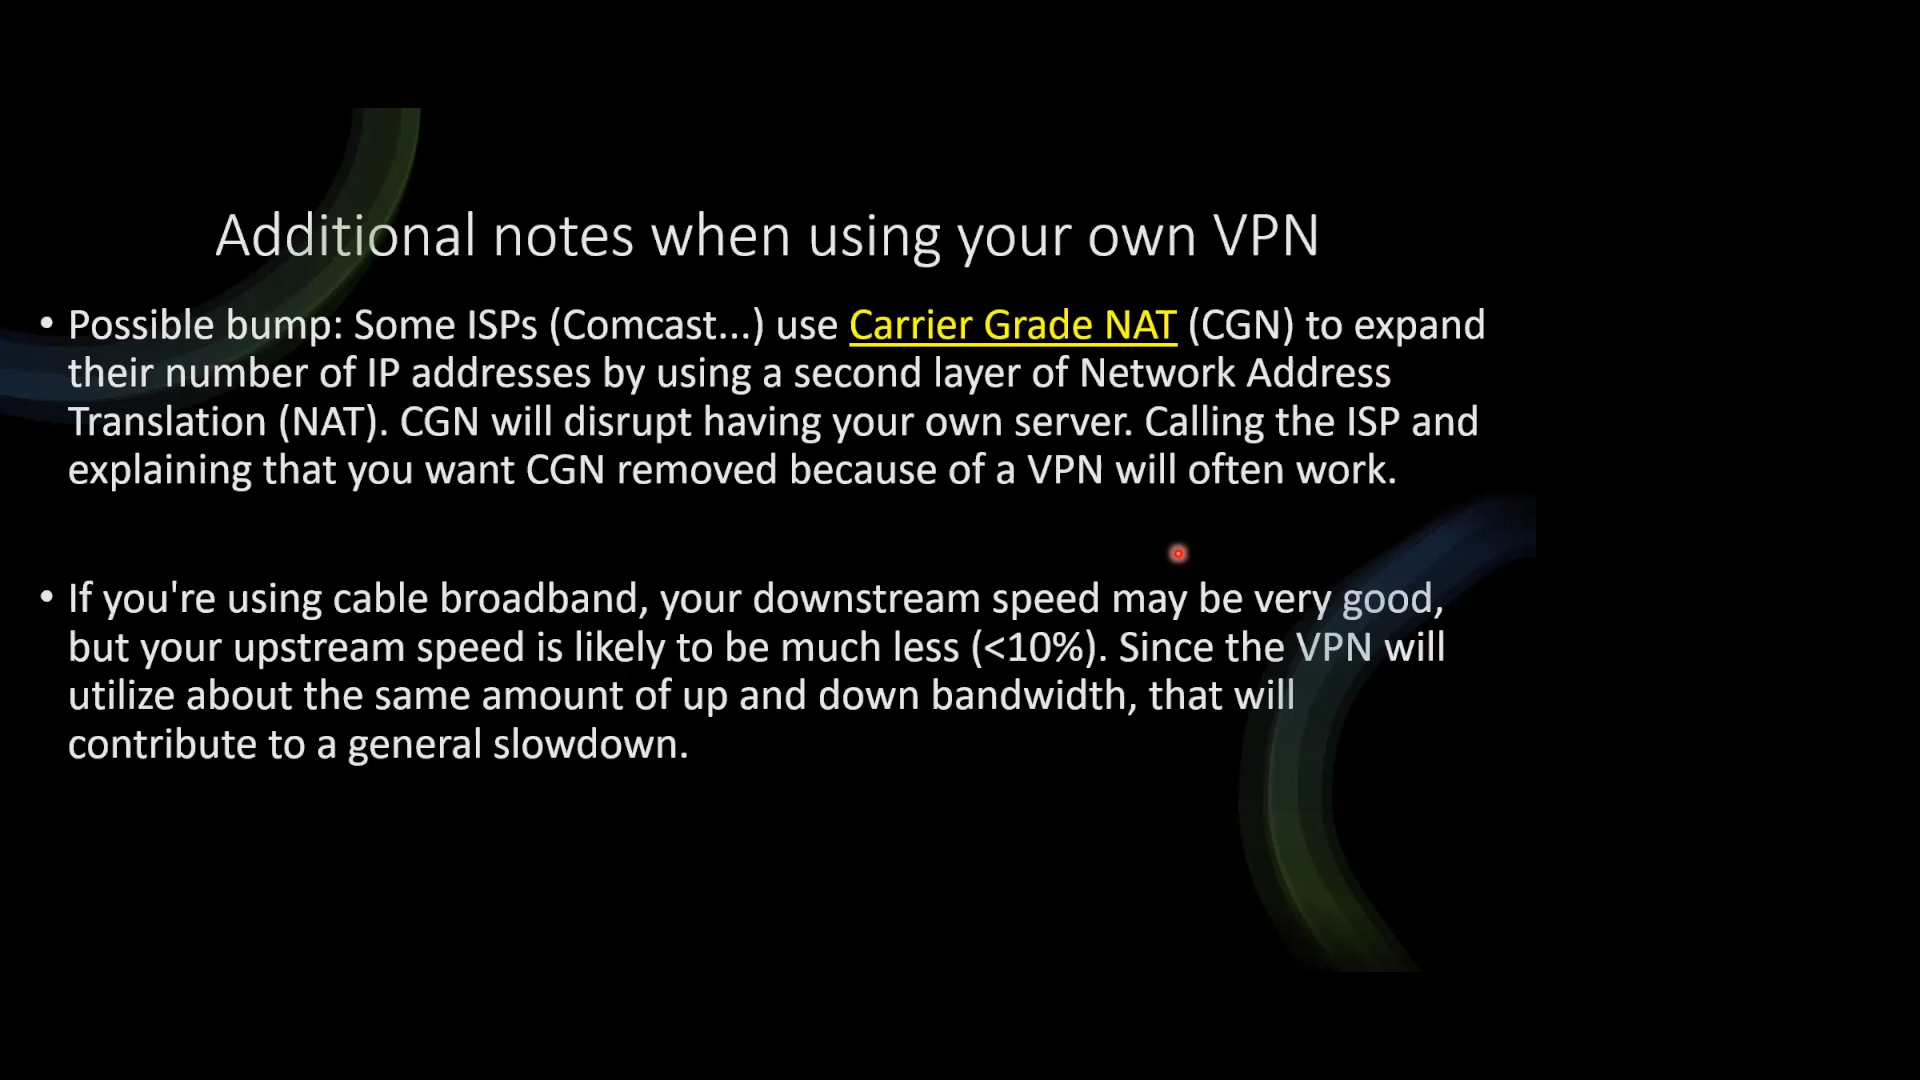 Additional notes when using your own VPN
• Possible bump: Some ISPs (Comcast...) use Carrier Grade NAT (CGN) to expand
their number of IP addresses by using a second layer of Network Address
Translation (NAT). CGN will disrupt having your own server. Calling the ISP and
explaining that you want CGN removed because of a VPN will often work.
• If you're using cable broadband, your downstream speed may be very good,
but your upstream speed is likely to be much less (<10%). Since the VPN will
utilize about the same amount of up and down bandwidth, that will
contribute to a general slowdown.